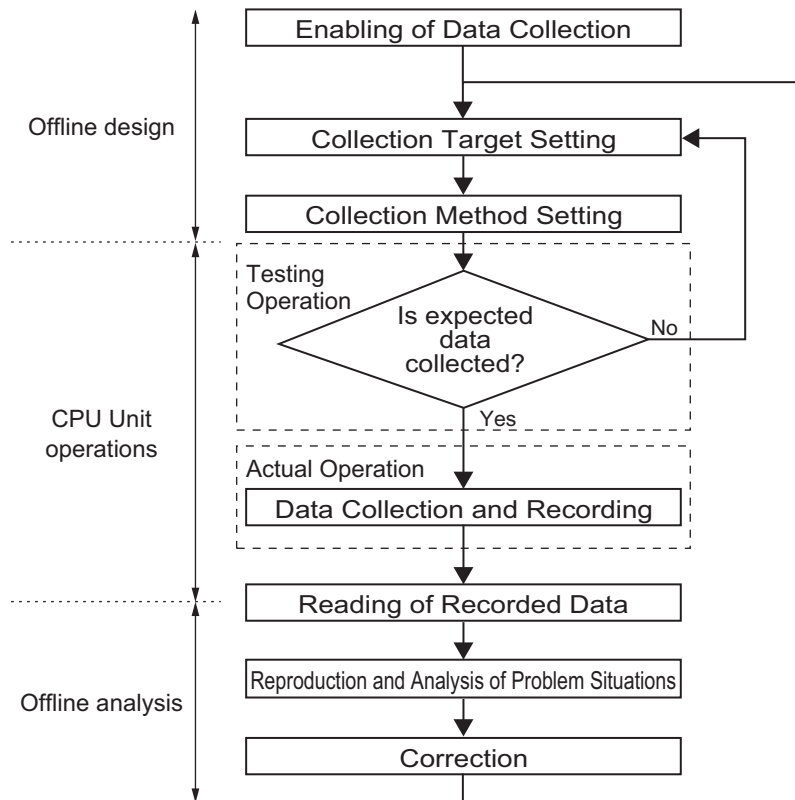 Enabling of Data Collection
Offline design
Collection Target Setting
Collection Method Setting
Testing
Operation
Is expected
data
collected?
No
Yes
CPU Unit
operations
Actual Operation
Data Collection and Recording
Reading of Recorded Data
Reproduction and Analysis of Problem Situations
Offline analysis
Correction